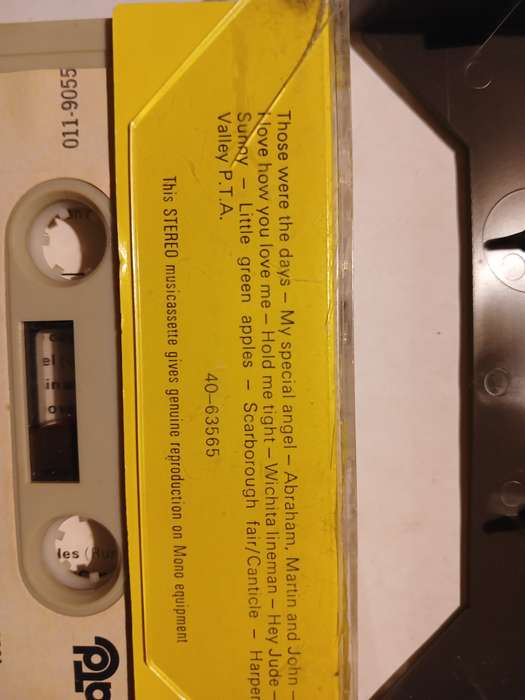 Those were the days – My special angel – Abraham, Martin and John –
I love how you love me – Hold me tight – Wichita lineman – Hey Jude –
Sunny – Little green apples – Scarborough fair/Canticle – Harper
Valley P.T.A.
40–63565
This STEREO musicassette gives genuine reproduction on Mono equipment
011-9055